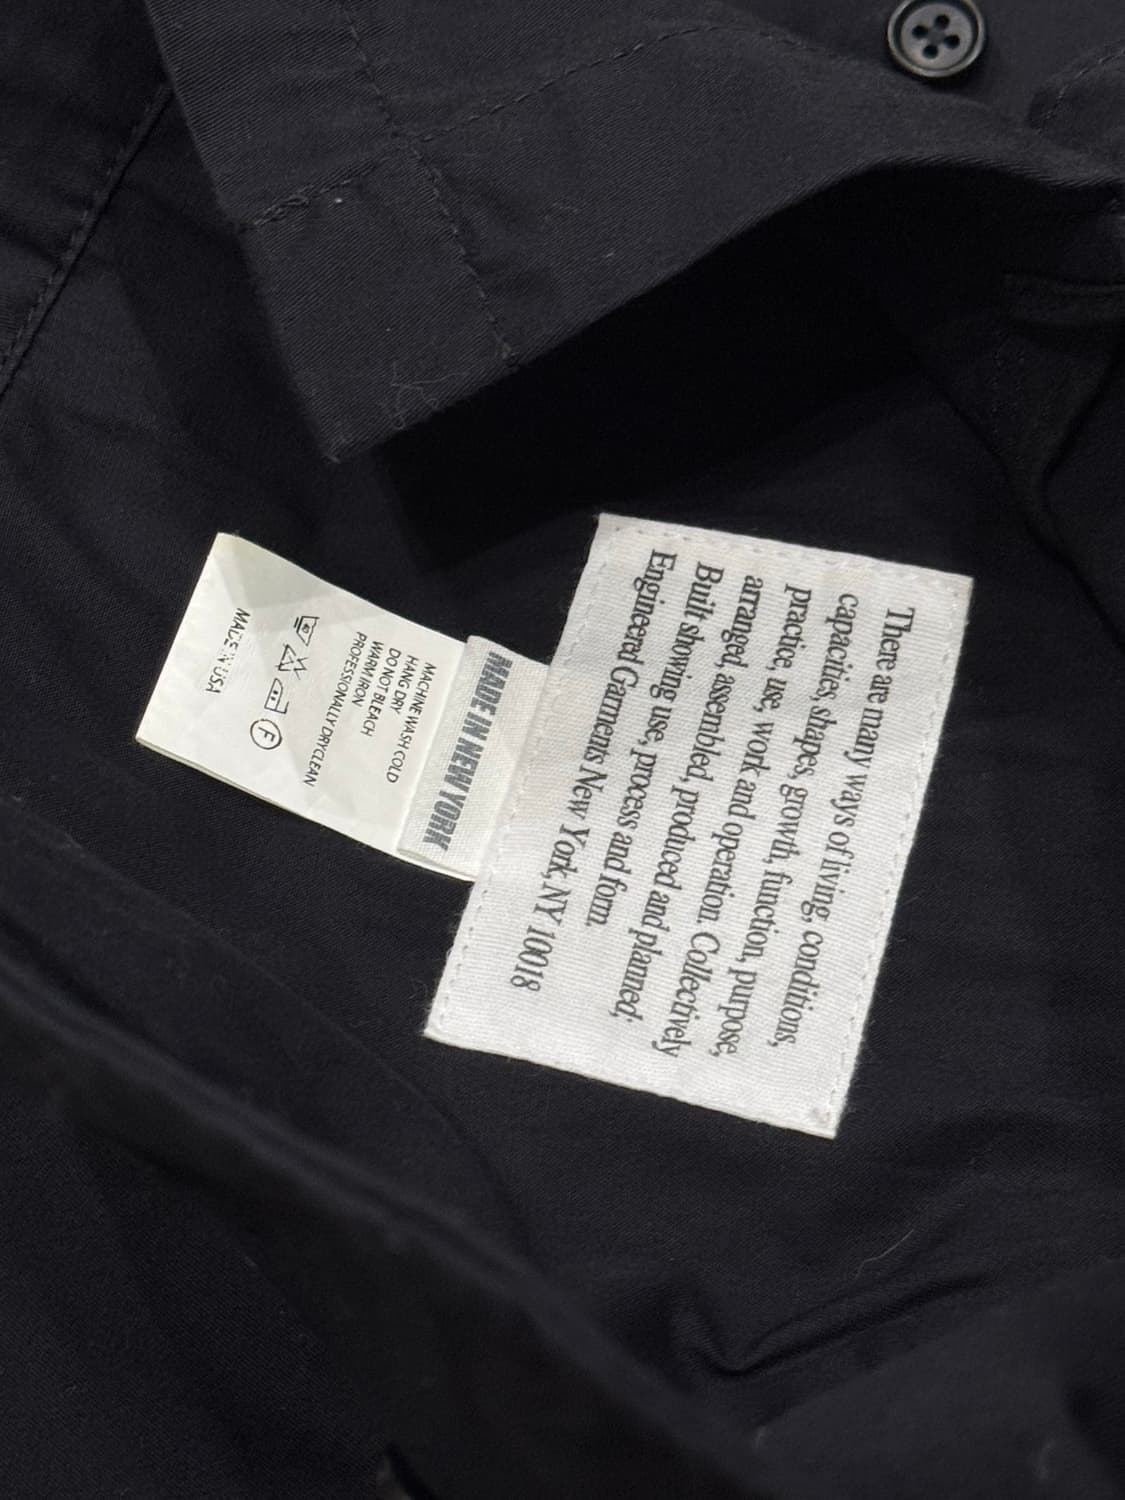 There are many ways of living, conditions,
capacities, shapes, growth, function, purpose,
practice, use, work and operation. Collectively
arranged, assembled, produced and planned;
Built showing use, process and form.
Engineered Garments New York, NY 10018
MADE IN NEW YORK
MACHINE WASH COLD
HANG DRY
DO NOT BLEACH
WARM IRON
PROFESSIONALLY DRYCLEAN
F
MADE IN USA